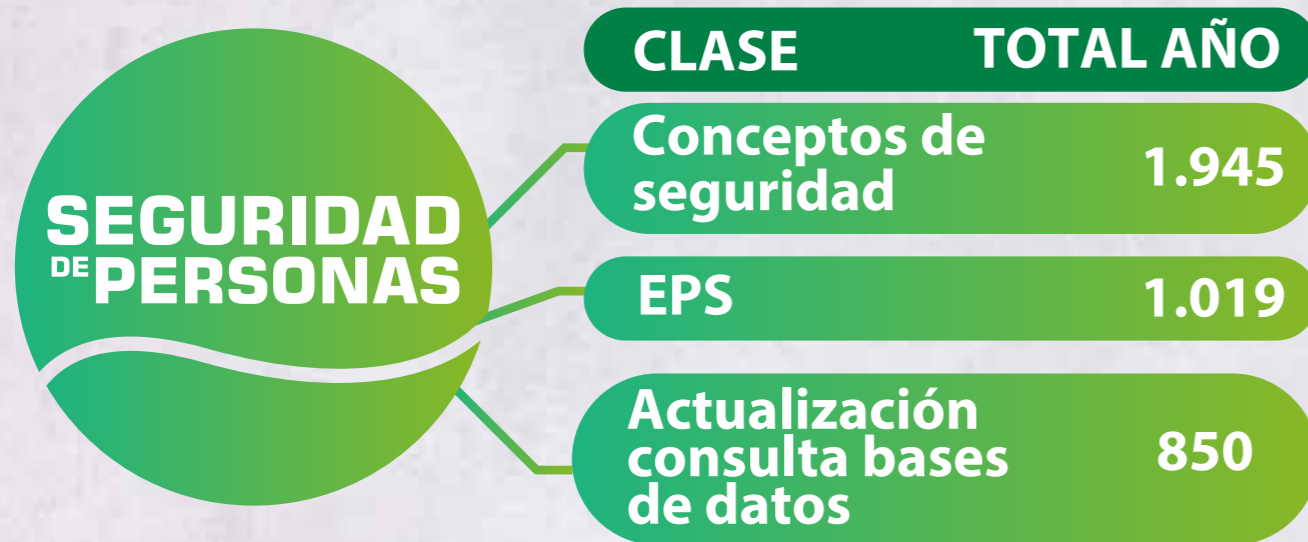 SEGURIDAD
DE PERSONAS
CLASE TOTAL AÑO
Conceptos de
seguridad 1.945
EPS 1.019
Actualización
consulta bases
de datos 850